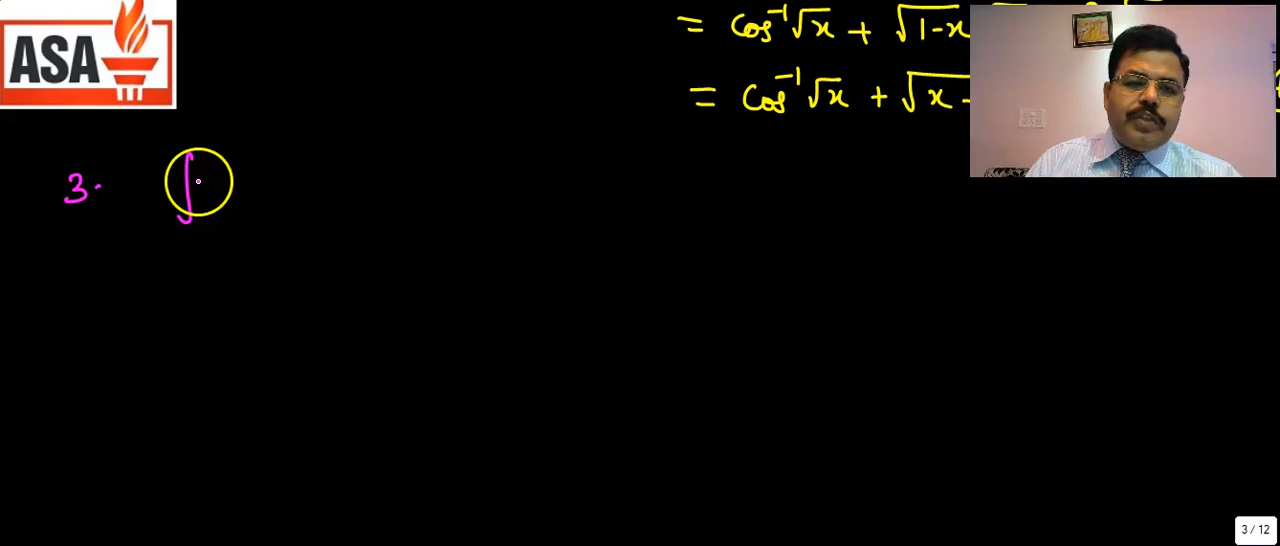 ASA
= cos⁻¹√x + √1-x
= cos⁻¹√x + √x -
3. ∫
3 / 12